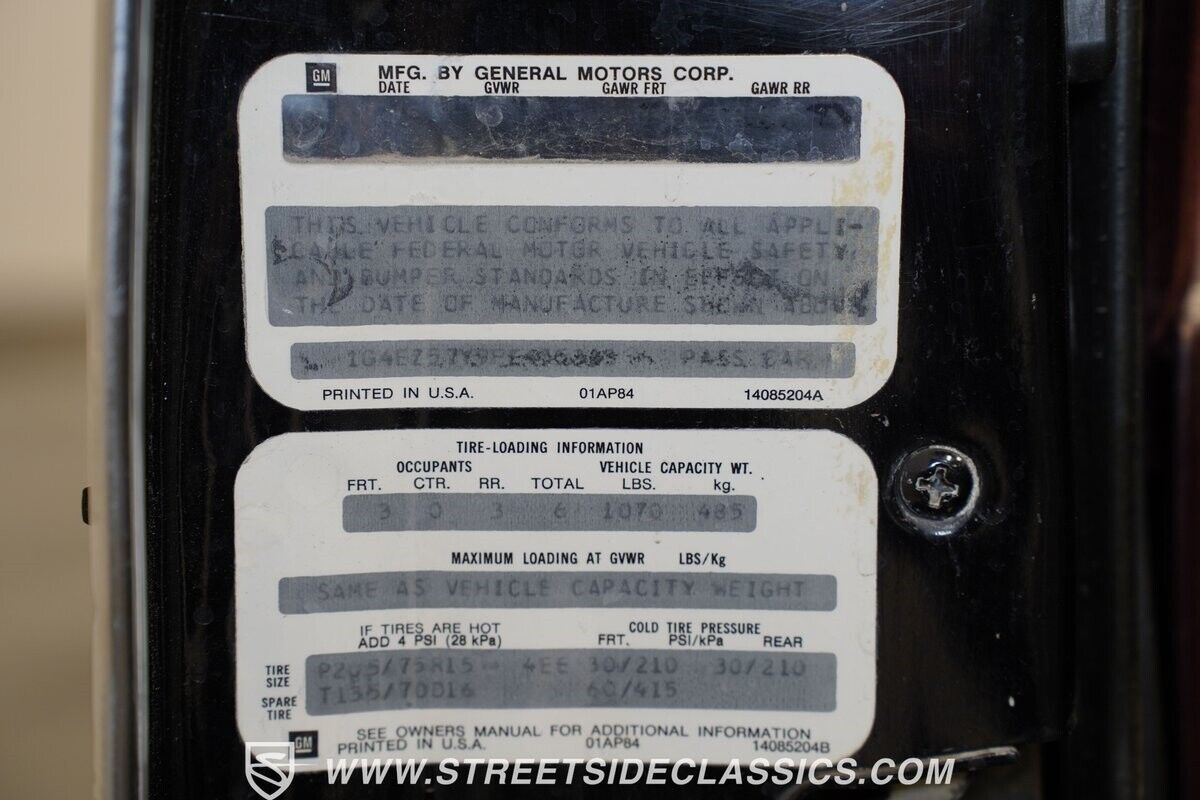 GM MFG. BY GENERAL MOTORS CORP.
DATE GVWR GAWR FRT GAWR RR
THIS VEHICLE CONFORMS TO ALL APPLI-
CABLE FEDERAL MOTOR VEHICLE SAFETY
AND BUMPER STANDARDS IN EFFECT ON
THE DATE OF MANUFACTURE SHOWN ABOVE
PASS CAR
PRINTED IN U.S.A. 01AP84 14085204A
TIRE-LOADING INFORMATION
OCCUPANTS VEHICLE CAPACITY WT.
FRT. CTR. RR. TOTAL LBS. kg.
3 0 3 6 1070 485
MAXIMUM LOADING AT GVWR LBS/Kg
SAME AS VEHICLE CAPACITY WEIGHT
IF TIRES ARE HOT COLD TIRE PRESSURE
ADD 4 PSI (28 kPa) FRT. PSI/kPa REAR
TIRE SIZE P205/75R15 - 4EE 30/210 30/210
SPARE TIRE 60/415
SEE OWNERS MANUAL FOR ADDITIONAL INFORMATION
GM PRINTED IN U.S.A. 01AP84 14085204B
WWW.STREETSIDECLASSICS.COM